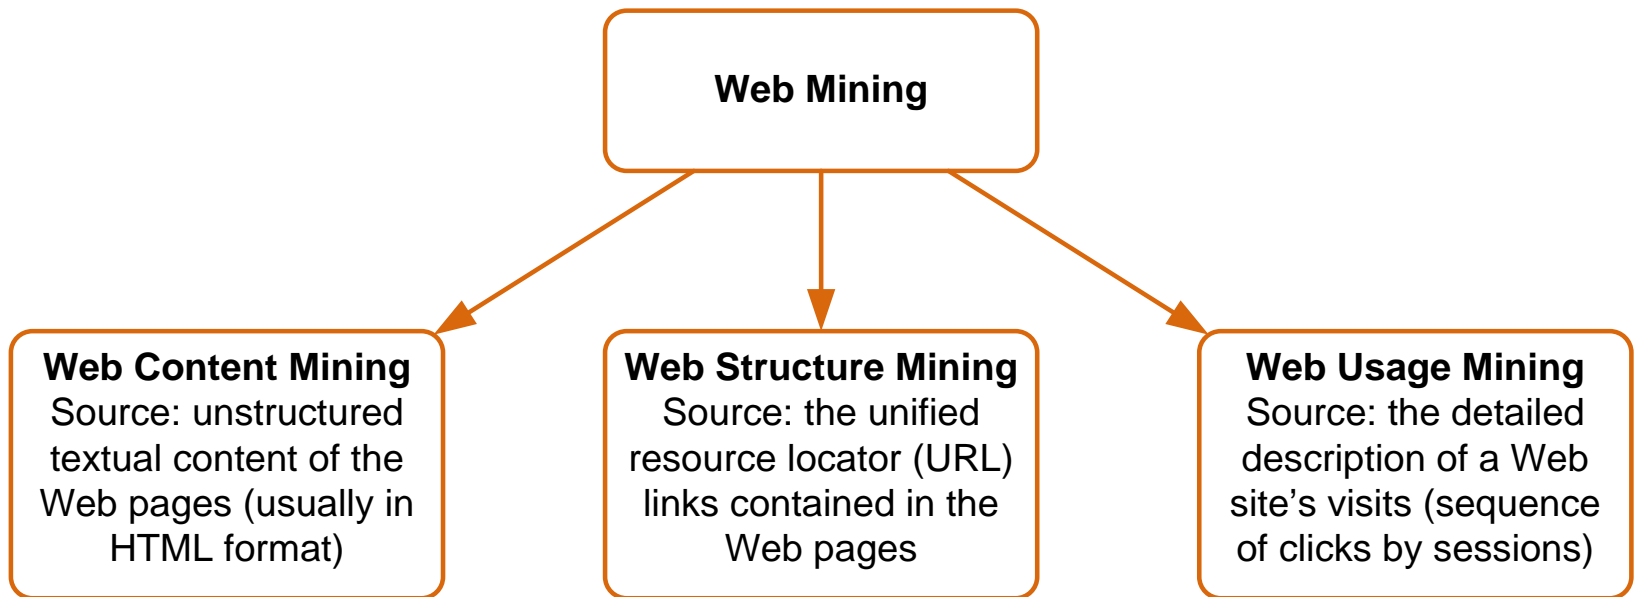 Web Mining
Web Content Mining
Source: unstructured
textual content of the
Web pages (usually in
HTML format)
Web Structure Mining
Source: the unified
resource locator (URL)
links contained in the
Web pages
Web Usage Mining
Source: the detailed
description of a Web
site’s visits (sequence
of clicks by sessions)